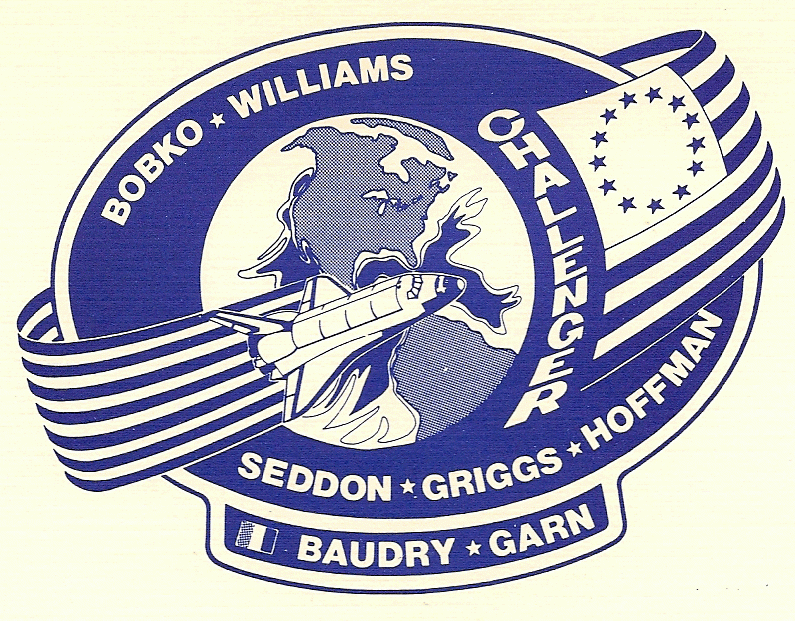 BOBKO ★ WILLIAMS
CHALLENGER
SEDDON ★ GRIGGS ★ HOFFMAN
BAUDRY ★ GARN